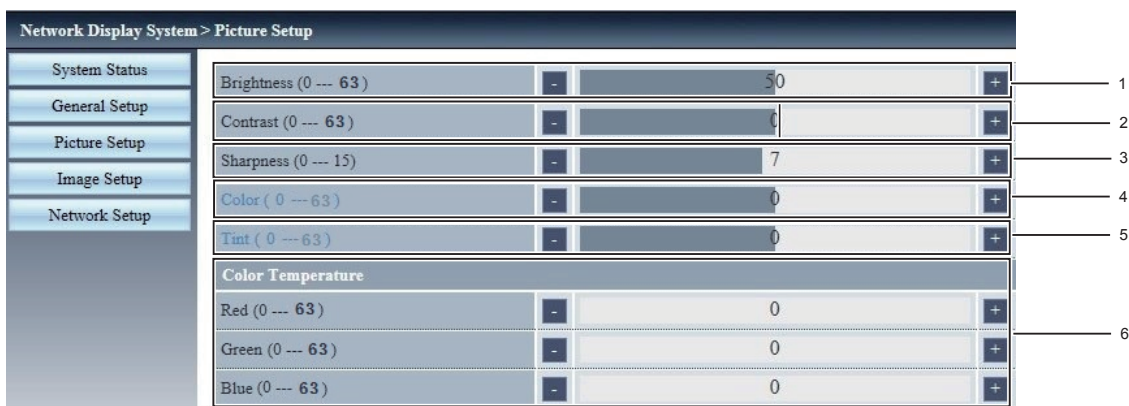 Network Display System > Picture Setup
System Status
General Setup
Picture Setup
Image Setup
Network Setup
Brightness (0 --- 63) - 50 + 1
Contrast (0 --- 63) - 0 + 2
Sharpness (0 --- 15) - 7 + 3
Color ( 0 --- 63) - 0 + 4
Tint ( 0 --- 63) - 0 + 5
Color Temperature
Red (0 --- 63) - 0 +
Green (0 --- 63) - 0 + 6
Blue (0 --- 63) - 0 +